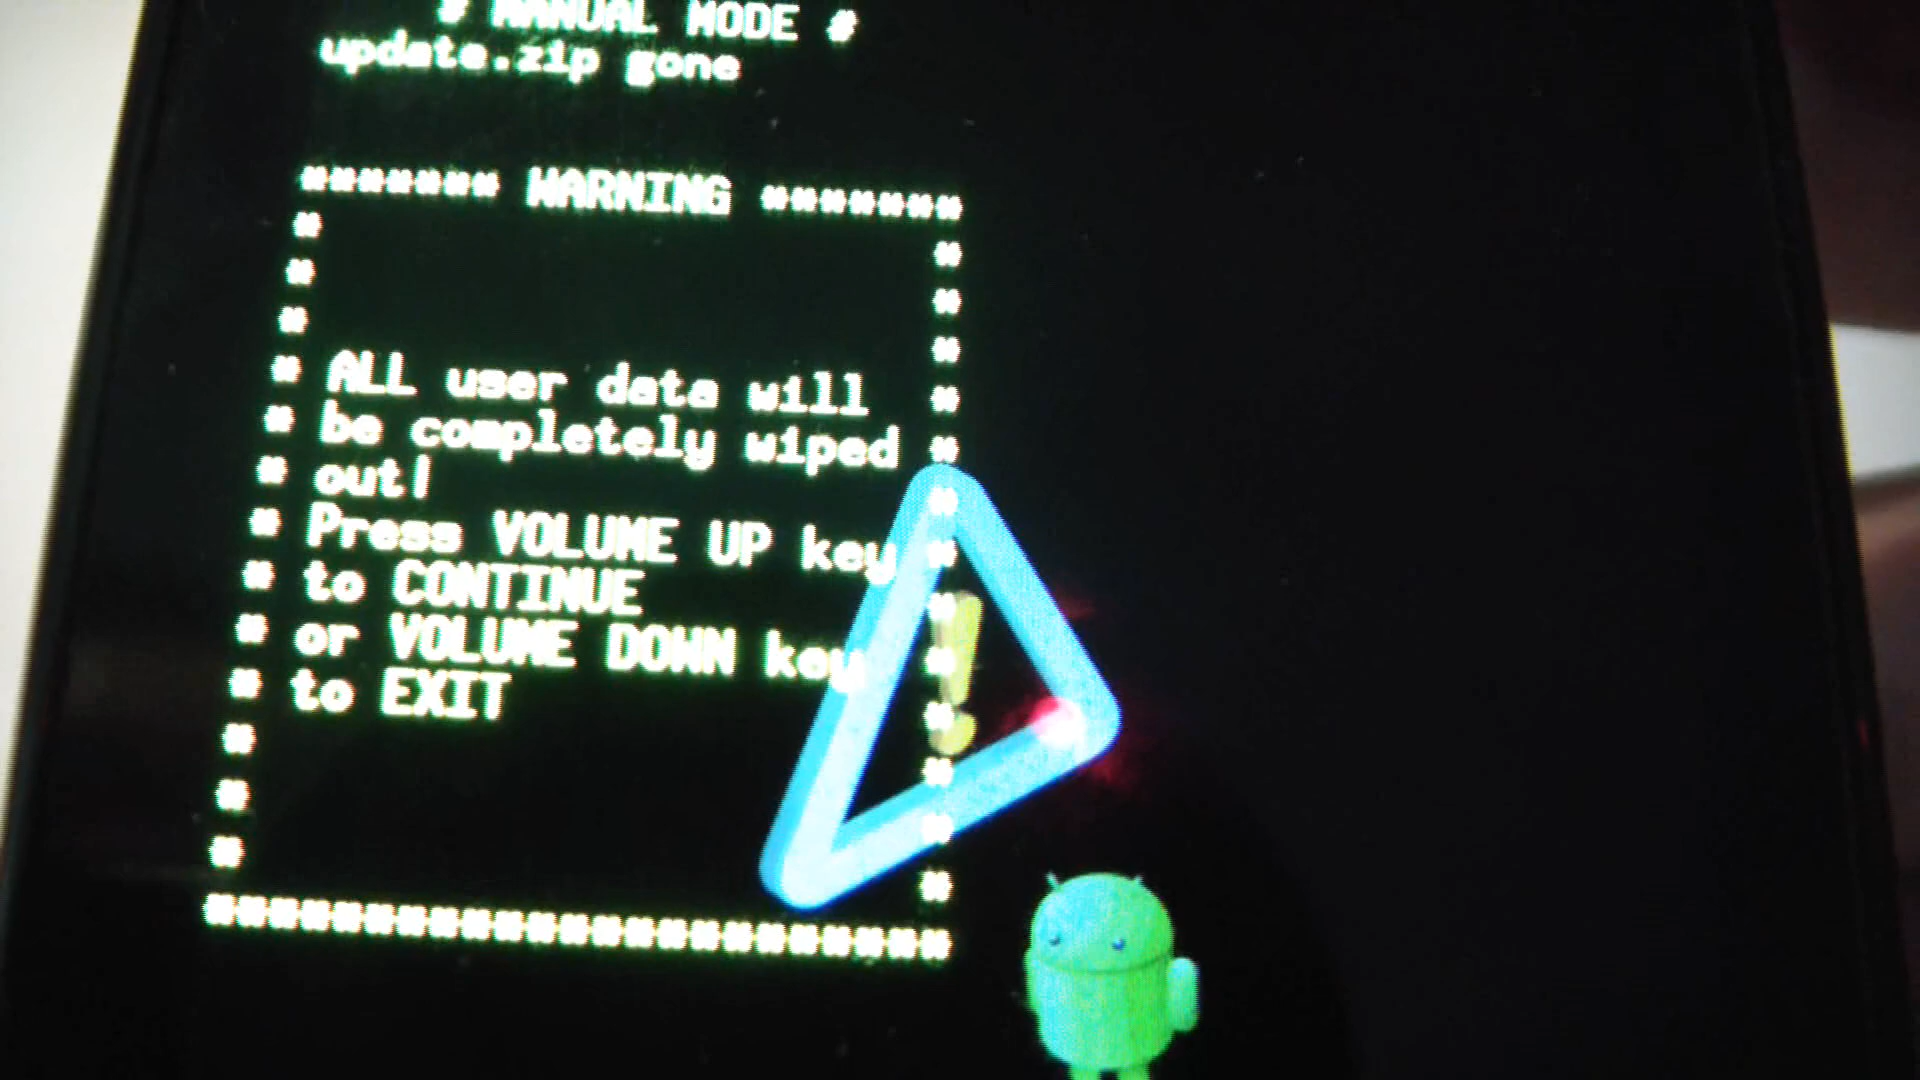 # MANUAL MODE #
update.zip gone
******* WARNING *******
ALL user data will
be completely wiped
out!
Press VOLUME UP key
to CONTINUE
or VOLUME DOWN key
to EXIT